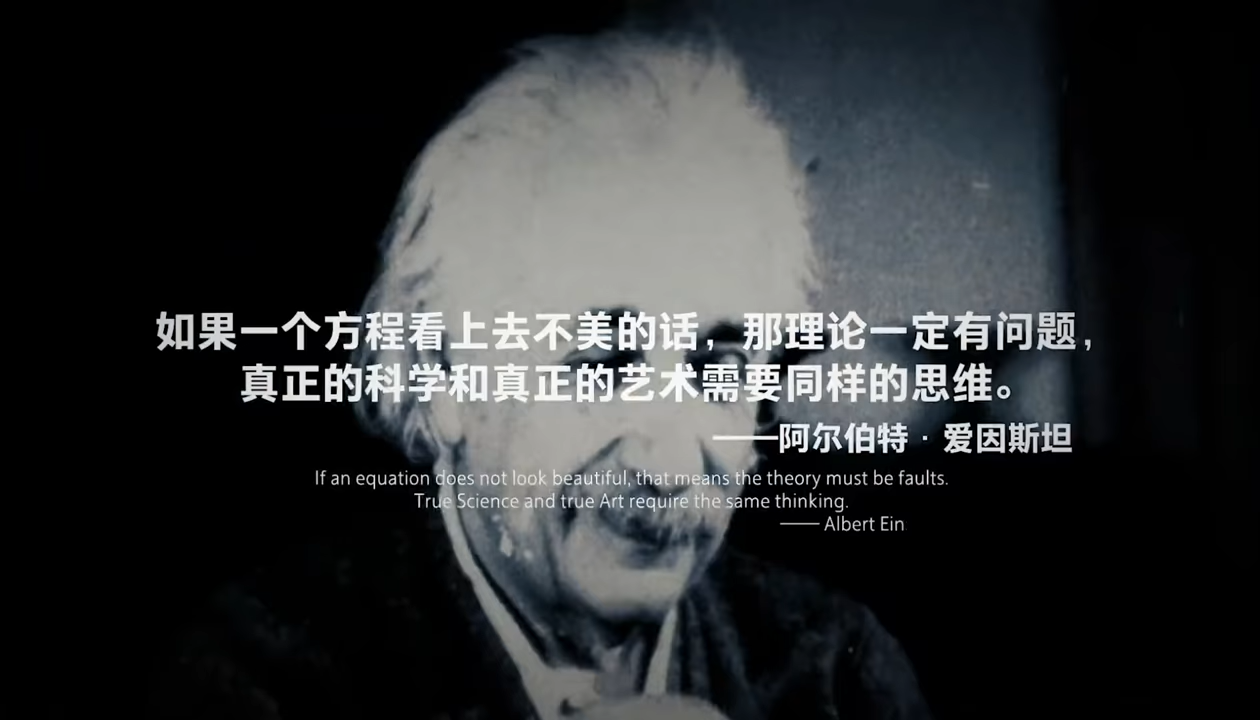 如果一个方程看上去不美的话，那理论一定有问题，
真正的科学和真正的艺术需要同样的思维。
——阿尔伯特·爱因斯坦
If an equation does not look beautiful, that means the theory must be faults.
True Science and true Art require the same thinking.
—— Albert Ein